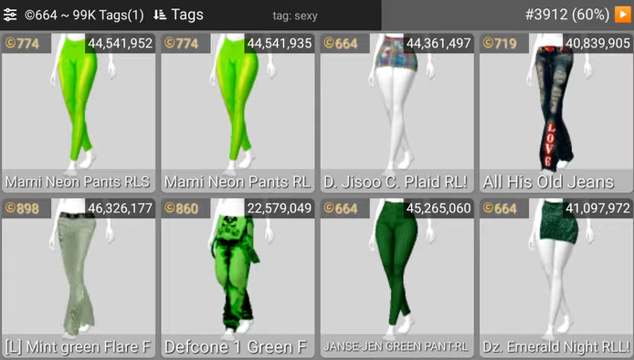 ©664 ~ 99K Tags(1) Tags tag: sexy #3912 (60%)
©774 44,541,952
Mami Neon Pants RLS
©774 44,541,935
Mami Neon Pants RL
©664 44,361,497
D. Jisoo C. Plaid RL!
©719 40,839,905
LOVE
All His Old Jeans
©898 46,326,177
[L] Mint green Flare F
©860 22,579,049
Defcone 1 Green F
©664 45,265,060
JANSE-JEN GREEN PANT-RL
©664 41,097,972
Dz. Emerald Night RLL!